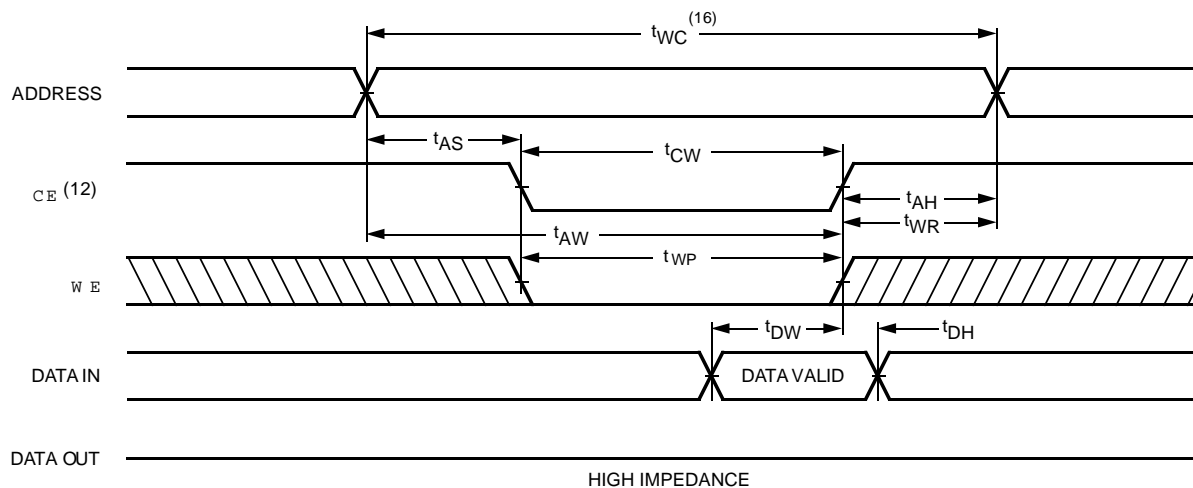 tWC(16)
ADDRESS
tAS
tCW
CE (12)
tAH
tWR
tAW
tWP
WE
tDW
tDH
DATA IN
DATA VALID
DATA OUT
HIGH IMPEDANCE